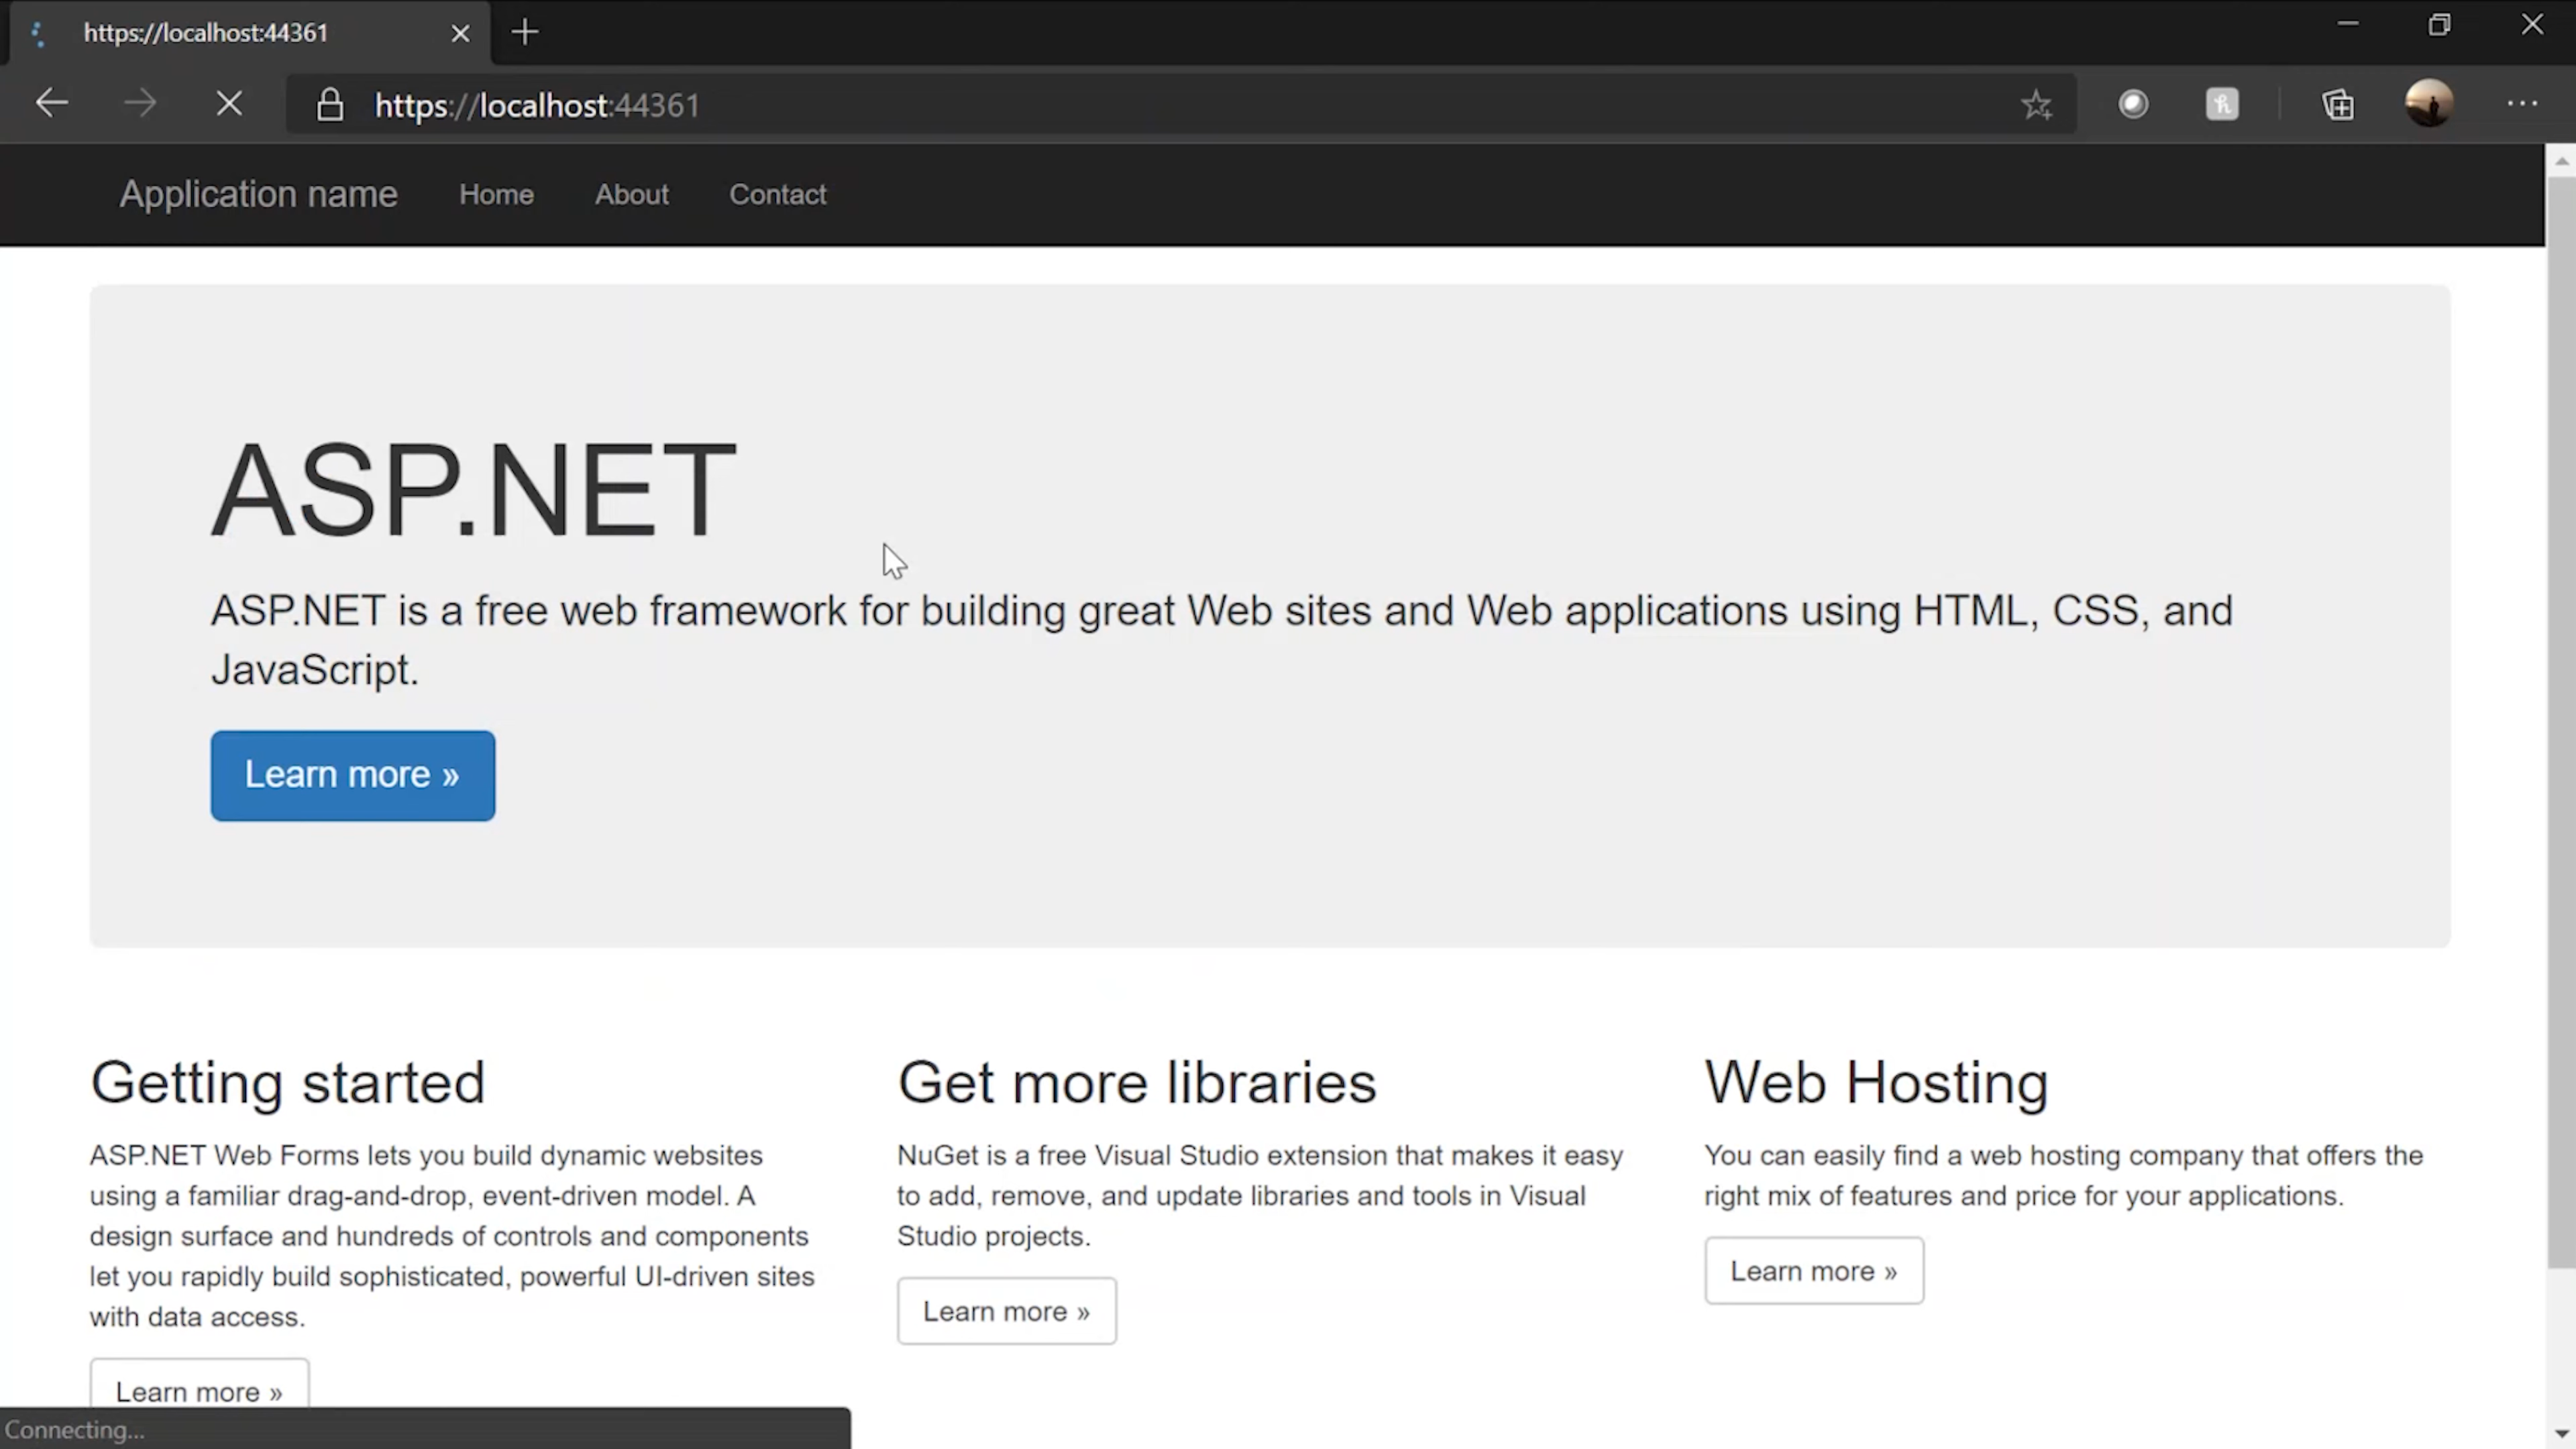 https://localhost:44361
https://localhost:44361
Application name Home About Contact
ASP.NET
ASP.NET is a free web framework for building great Web sites and Web applications using HTML, CSS, and
JavaScript.
Learn more »
Getting started
ASP.NET Web Forms lets you build dynamic websites
using a familiar drag-and-drop, event-driven model. A
design surface and hundreds of controls and components
let you rapidly build sophisticated, powerful UI-driven sites
with data access.
Learn more »
Get more libraries
NuGet is a free Visual Studio extension that makes it easy
to add, remove, and update libraries and tools in Visual
Studio projects.
Learn more »
Web Hosting
You can easily find a web hosting company that offers the
right mix of features and price for your applications.
Learn more »
Connecting...